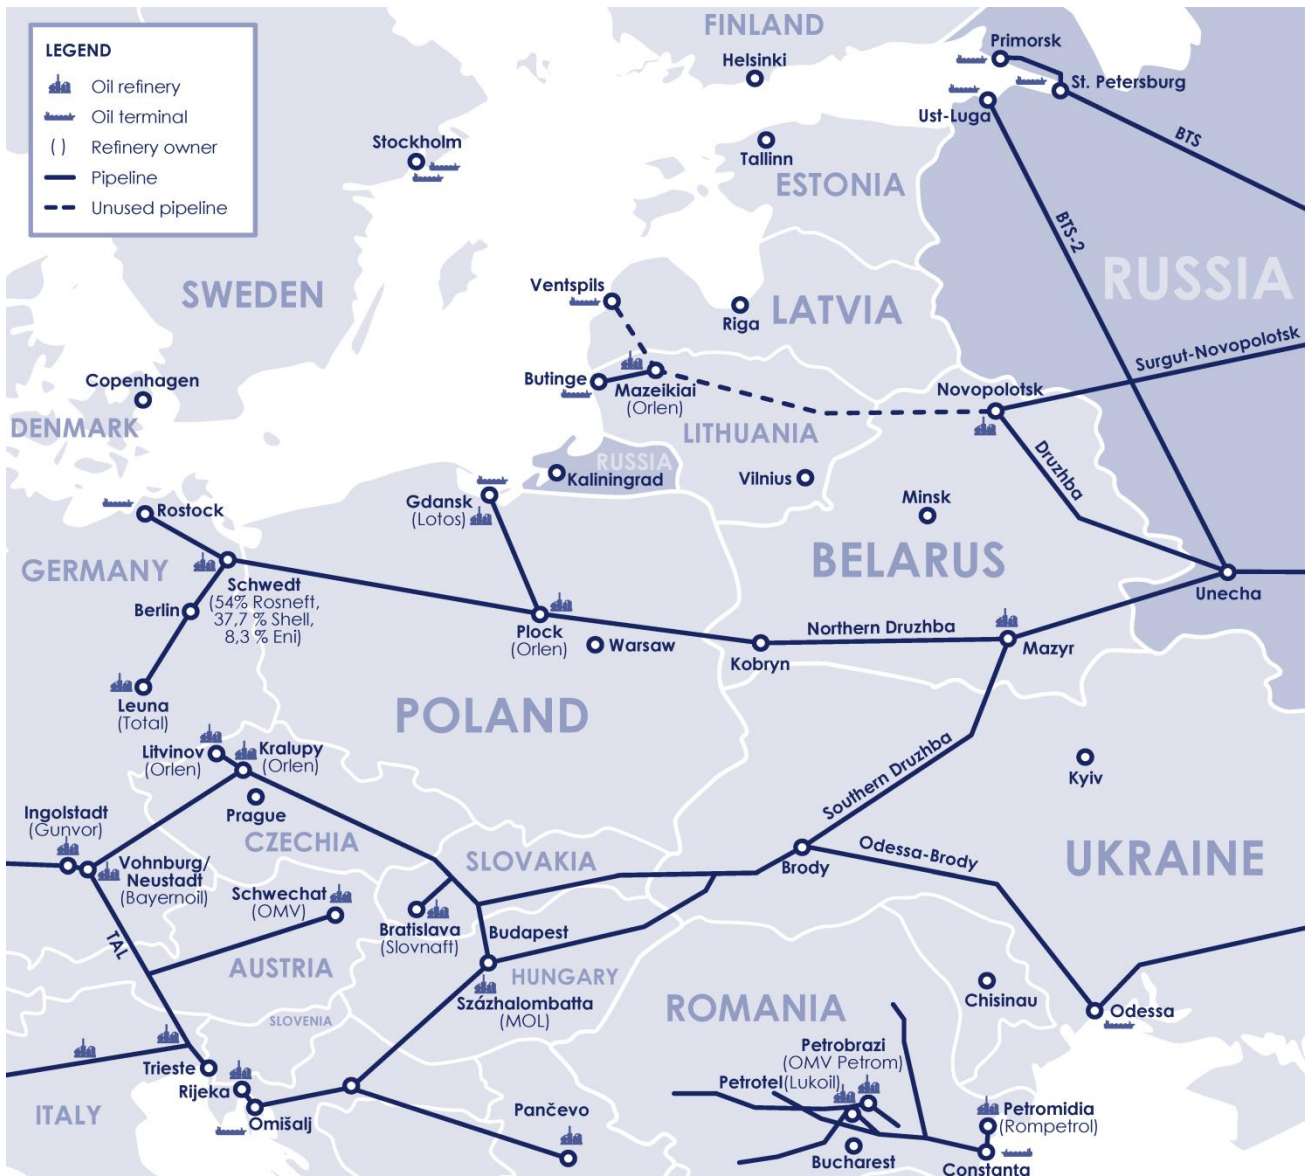 LEGEND
Oil refinery
Oil terminal
( ) Refinery owner
Pipeline
Unused pipeline
FINLAND
Helsinki
Primorsk
St. Petersburg
Ust-Luga
BTS
Stockholm
Tallinn
ESTONIA
BTS-2
RUSSIA
SWEDEN
Ventspils
Riga
LATVIA
Surgut-Novopolotsk
Copenhagen
Butinge
Mazeikiai
(Orlen)
Novopolotsk
DENMARK
LITHUANIA
RUSSIA
Kaliningrad
Vilnius
Druzhba
Gdansk
(Lotos)
Minsk
Rostock
GERMANY
BELARUS
Schwedt
(54% Rosneft,
37,7 % Shell,
8,3 % Eni)
Berlin
Unecha
Plock
(Orlen)
Warsaw
Northern Druzhba
Kobryn
Mazyr
Leuna
(Total)
POLAND
Litvinov
(Orlen)
Kralupy
(Orlen)
Kyiv
Southern Druzhba
Prague
Ingolstadt
(Gunvor)
CZECHIA
SLOVAKIA
Brody
Odessa-Brody
UKRAINE
Vohnburg/
Neustadt
(Bayernoil)
Schwechat
(OMV)
Bratislava
(Slovnaft)
Budapest
TAL
AUSTRIA
HUNGARY
Százhalombatta
(MOL)
SLOVENIA
ROMANIA
Chisinau
Odessa
Trieste
Rijeka
Omišalj
ITALY
Pančevo
Petrobrazi
(OMV Petrom)
Petrotel (Lukoil)
Petromidia
(Rompetrol)
Bucharest
Constanta